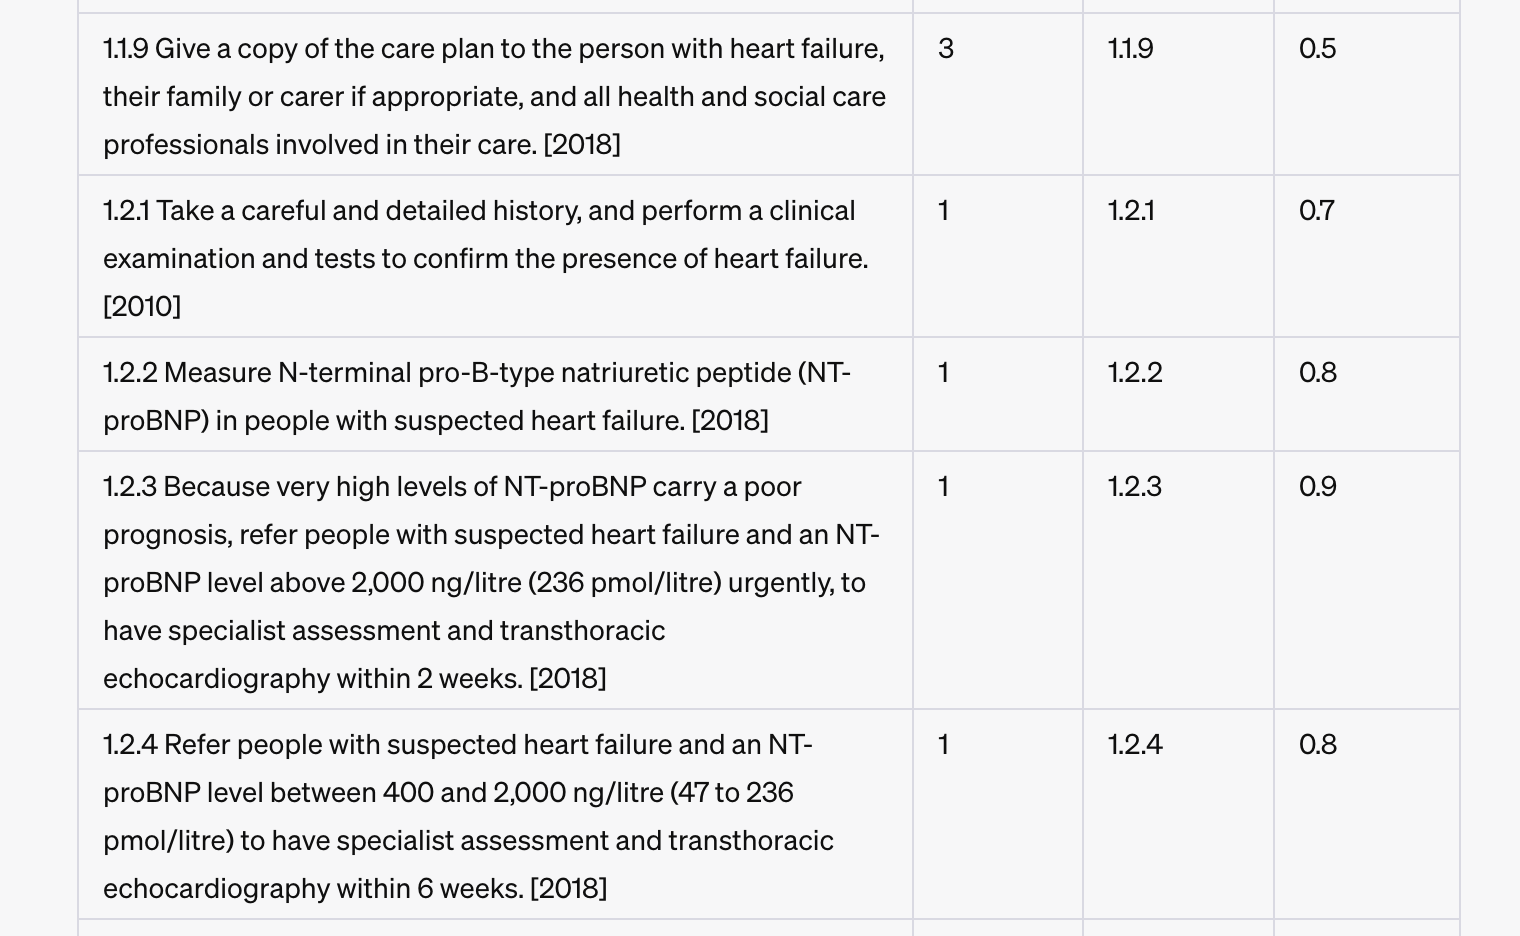 1.1.9 Give a copy of the care plan to the person with heart failure, 3 1.1.9 0.5
their family or carer if appropriate, and all health and social care
professionals involved in their care. [2018]
1.2.1 Take a careful and detailed history, and perform a clinical 1 1.2.1 0.7
examination and tests to confirm the presence of heart failure.
[2010]
1.2.2 Measure N-terminal pro-B-type natriuretic peptide (NT- 1 1.2.2 0.8
proBNP) in people with suspected heart failure. [2018]
1.2.3 Because very high levels of NT-proBNP carry a poor 1 1.2.3 0.9
prognosis, refer people with suspected heart failure and an NT-
proBNP level above 2,000 ng/litre (236 pmol/litre) urgently, to
have specialist assessment and transthoracic
echocardiography within 2 weeks. [2018]
1.2.4 Refer people with suspected heart failure and an NT- 1 1.2.4 0.8
proBNP level between 400 and 2,000 ng/litre (47 to 236
pmol/litre) to have specialist assessment and transthoracic
echocardiography within 6 weeks. [2018]